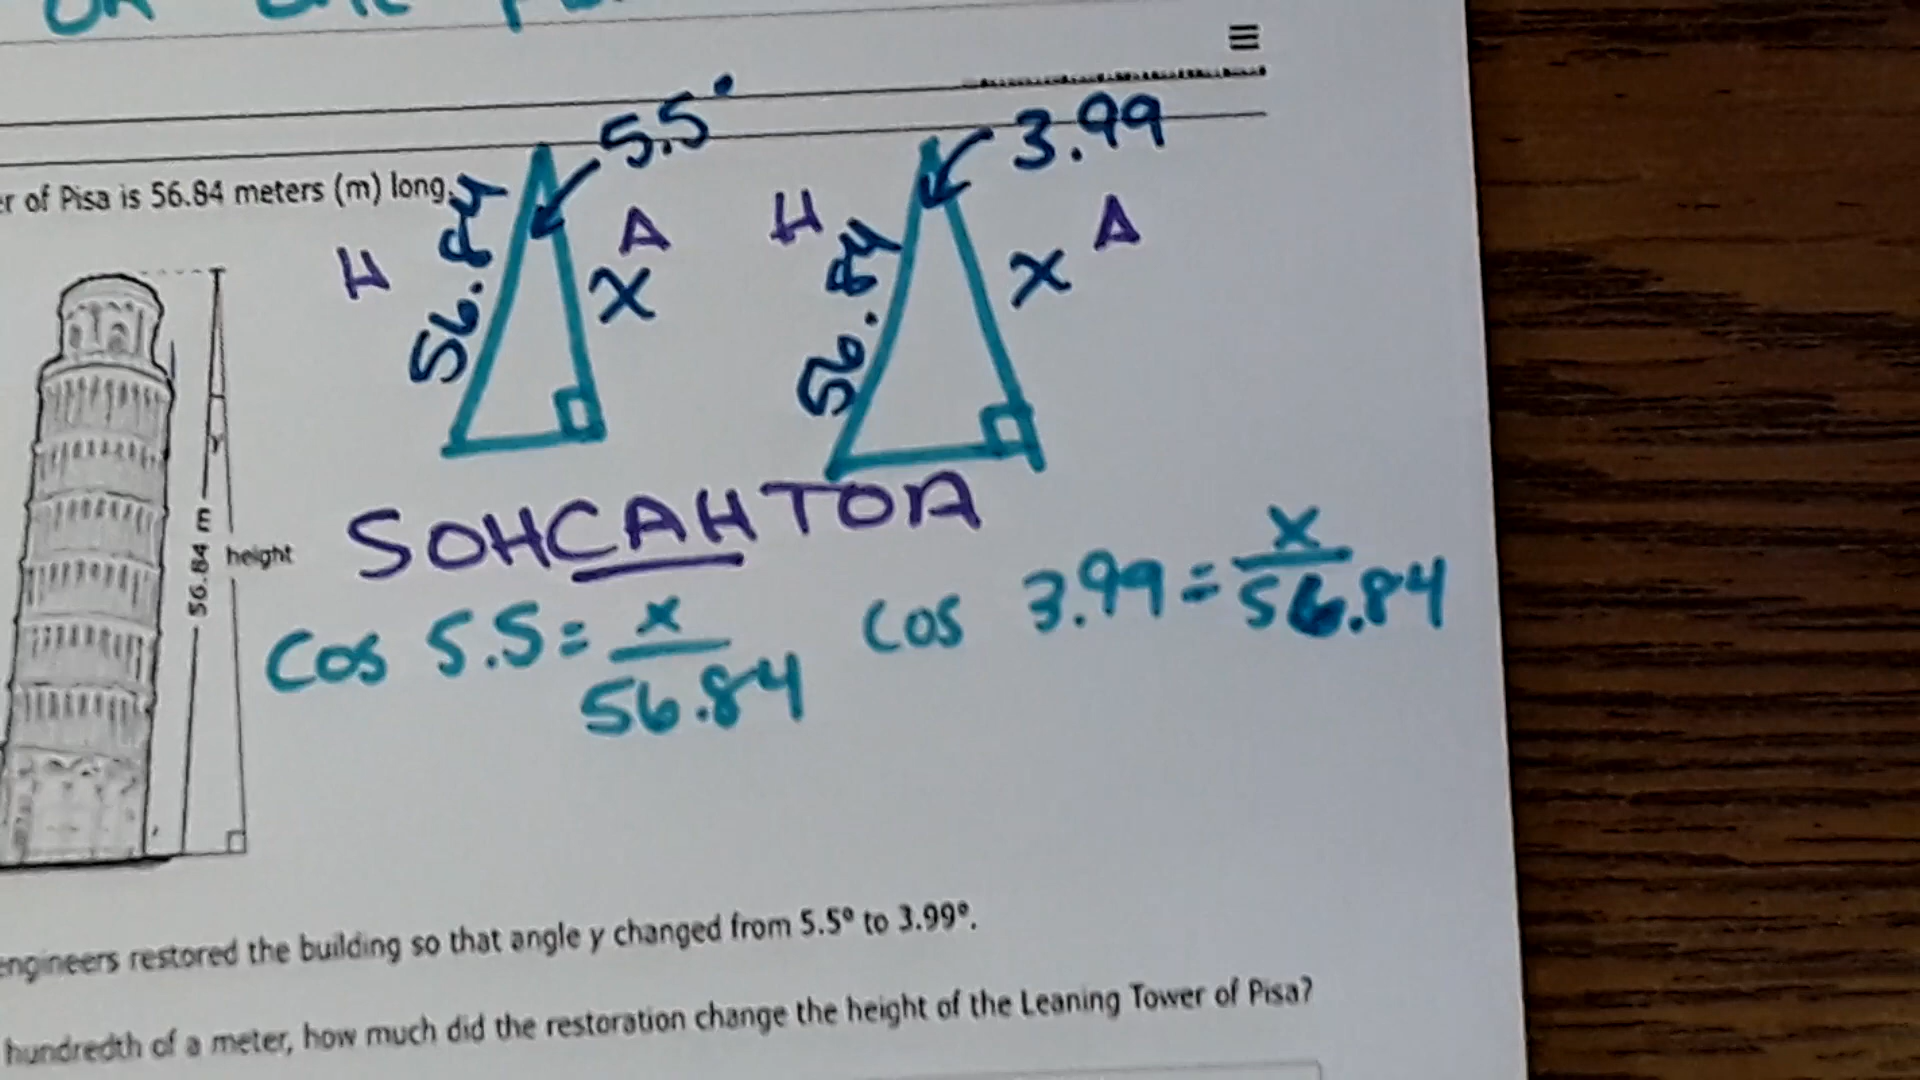 5.5°
3.99
er of Pisa is 56.84 meters (m) long.
H 56.84 A X
H 56.84 X A
SOHCAHTOA
56.84 m
height
Cos 5.5 = x/56.84
Cos 3.99 = x/56.84
engineers restored the building so that angle y changed from 5.5° to 3.99°.
hundredth of a meter, how much did the restoration change the height of the Leaning Tower of Pisa?